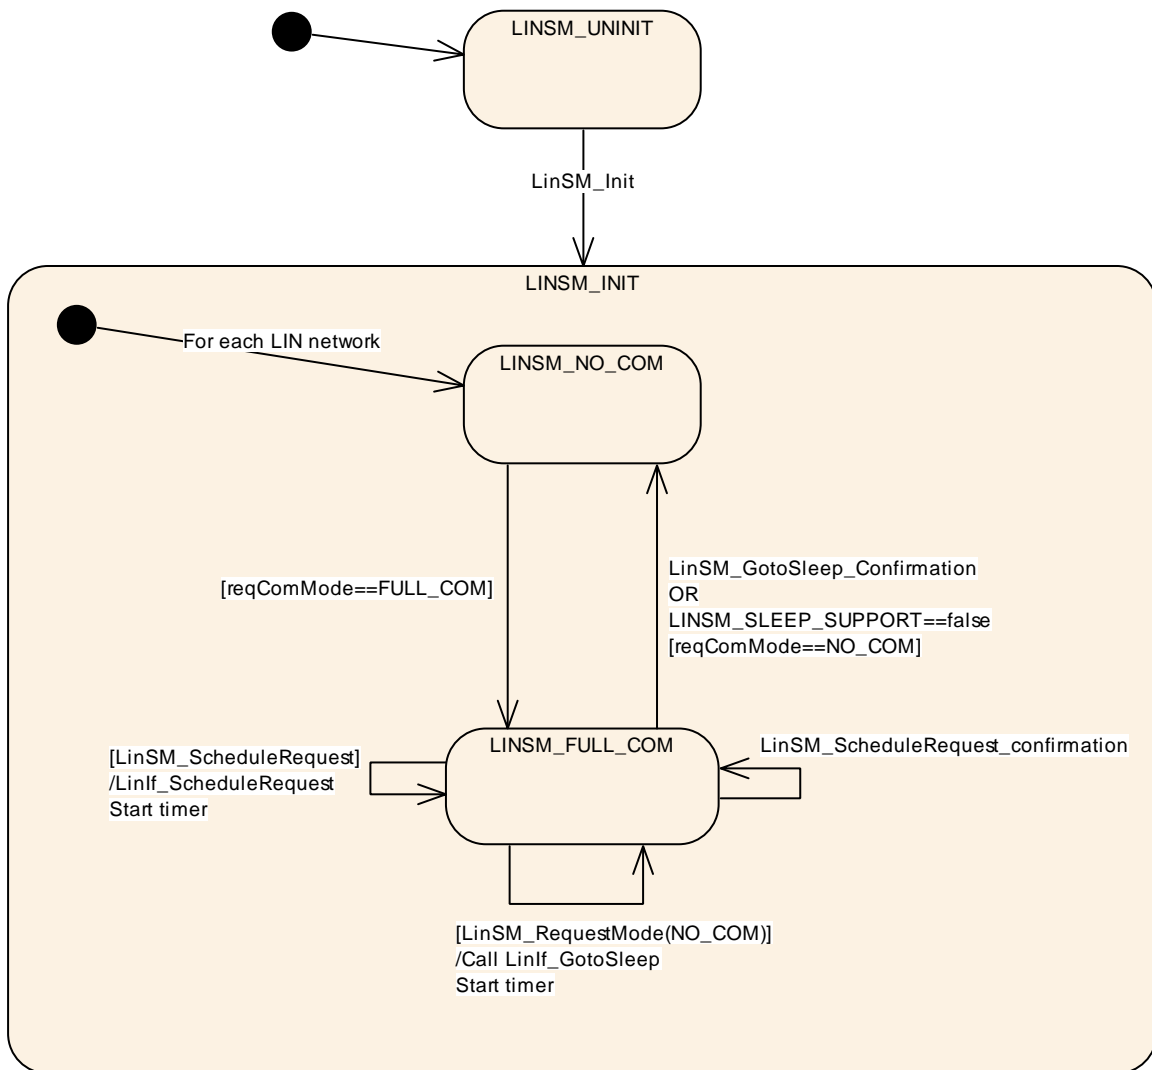 LINSM_UNINIT
LinSM_Init
LINSM_INIT
For each LIN network
LINSM_NO_COM
[reqComMode==FULL_COM]
LinSM_GotoSleep_Confirmation
OR
LINSM_SLEEP_SUPPORT==false
[reqComMode==NO_COM]
LINSM_FULL_COM
[LinSM_ScheduleRequest]
/LinIf_ScheduleRequest
Start timer
LinSM_ScheduleRequest_confirmation
[LinSM_RequestMode(NO_COM)]
/Call LinIf_GotoSleep
Start timer